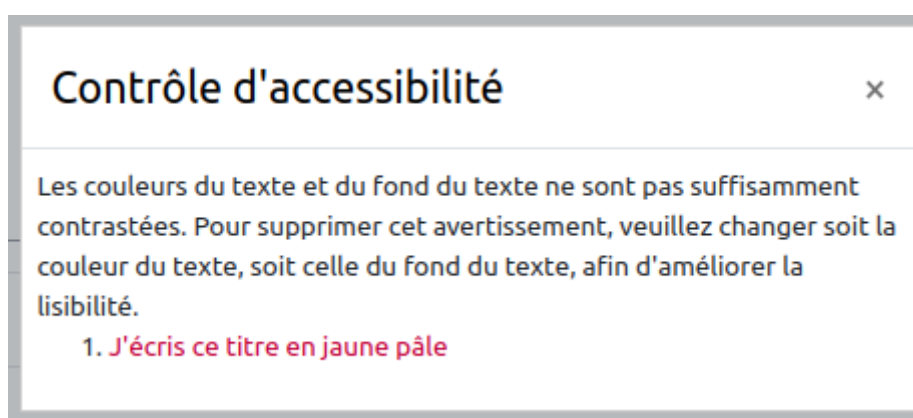 Contrôle d'accessibilité
×
Les couleurs du texte et du fond du texte ne sont pas suffisamment
contrastées. Pour supprimer cet avertissement, veuillez changer soit la
couleur du texte, soit celle du fond du texte, afin d'améliorer la
lisibilité.
1. J'écris ce titre en jaune pâle